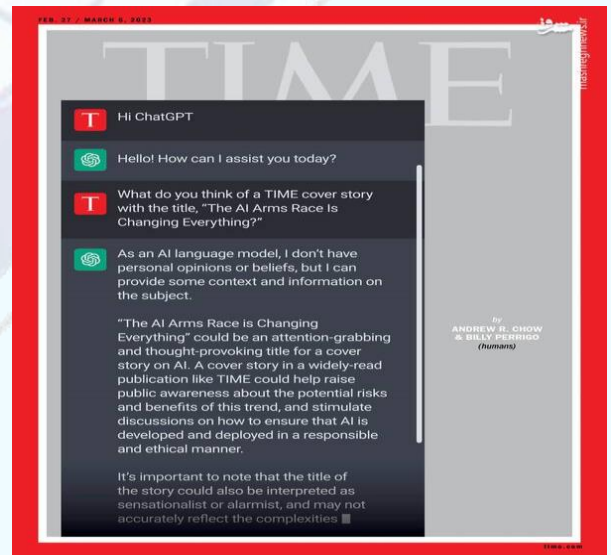 FEB. 27 / MARCH 6, 2023
مشرق
mashreghnews.ir
TIME
T Hi ChatGPT
Hello! How can I assist you today?
T What do you think of a TIME cover story
with the title, “The AI Arms Race Is
Changing Everything?”
As an AI language model, I don’t have
personal opinions or beliefs, but I can
provide some context and information on
the subject.
“The AI Arms Race is Changing
Everything” could be an attention-grabbing
and thought-provoking title for a cover
story on AI. A cover story in a widely-read
publication like TIME could help raise
public awareness about the potential risks
and benefits of this trend, and stimulate
discussions on how to ensure that AI is
developed and deployed in a responsible
and ethical manner.
It’s important to note that the title of
the story could also be interpreted as
sensationalist or alarmist, and may not
accurately reflect the complexities
by
ANDREW R. CHOW
& BILLY PERRIGO
(humans)
time.com